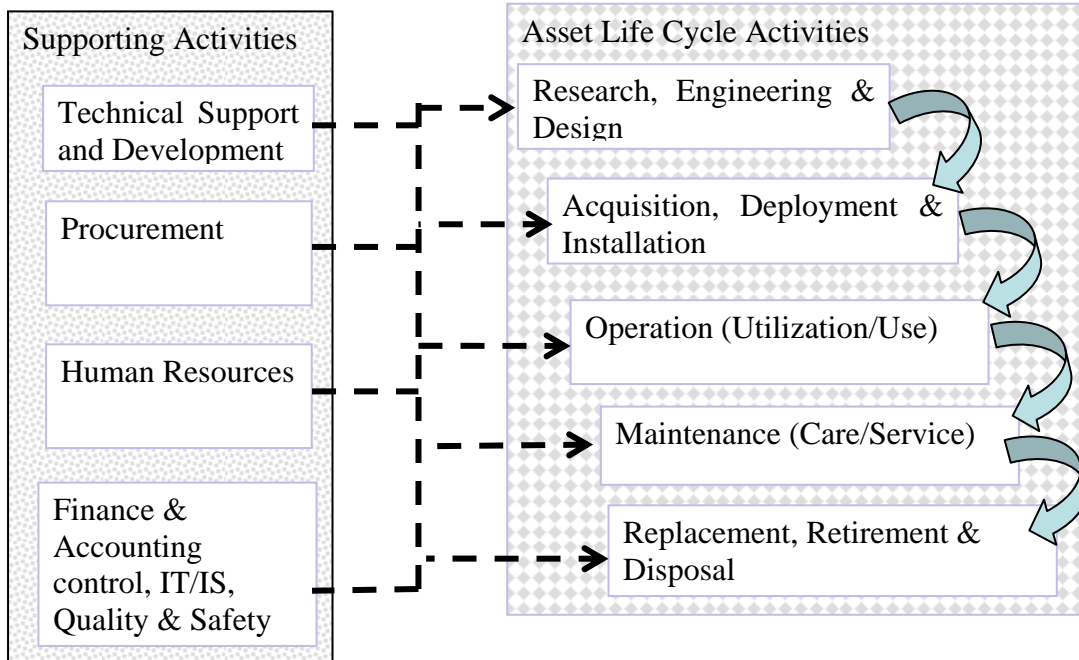 Supporting Activities
Technical Support
and Development
Procurement
Human Resources
Finance &
Accounting
control, IT/IS,
Quality & Safety
Asset Life Cycle Activities
Research, Engineering &
Design
Acquisition, Deployment &
Installation
Operation (Utilization/Use)
Maintenance (Care/Service)
Replacement, Retirement &
Disposal